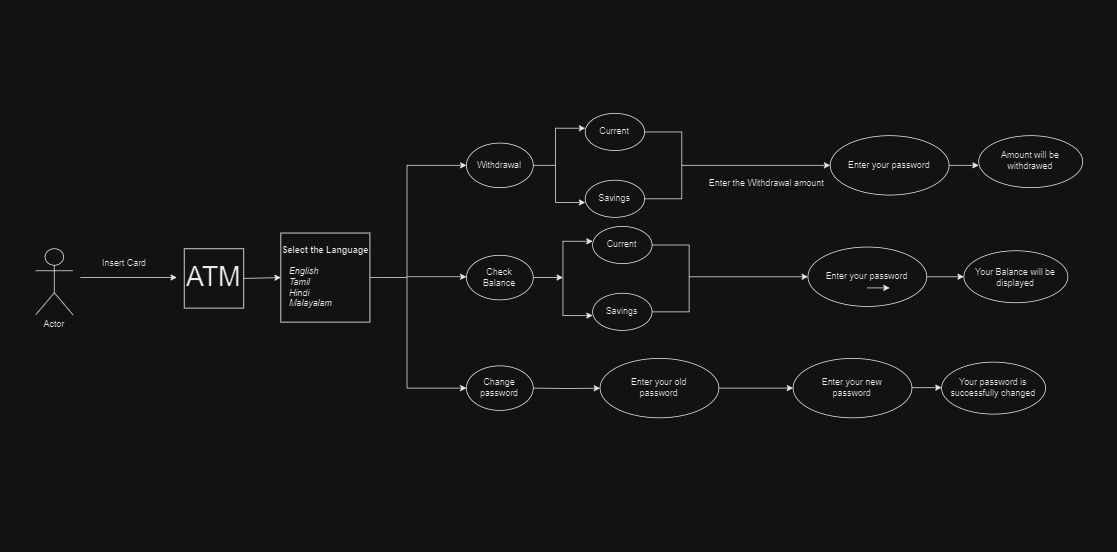 Actor
Insert Card
ATM
Select the Language
English
Tamil
Hindi
Malayalam
Withdrawal
Current
Savings
Enter the Withdrawal amount
Enter your password
Amount will be
withdrawed
Check
Balance
Current
Savings
Enter your password
Your Balance will be
displayed
Change
password
Enter your old
password
Enter your new
password
Your password is
successfully changed